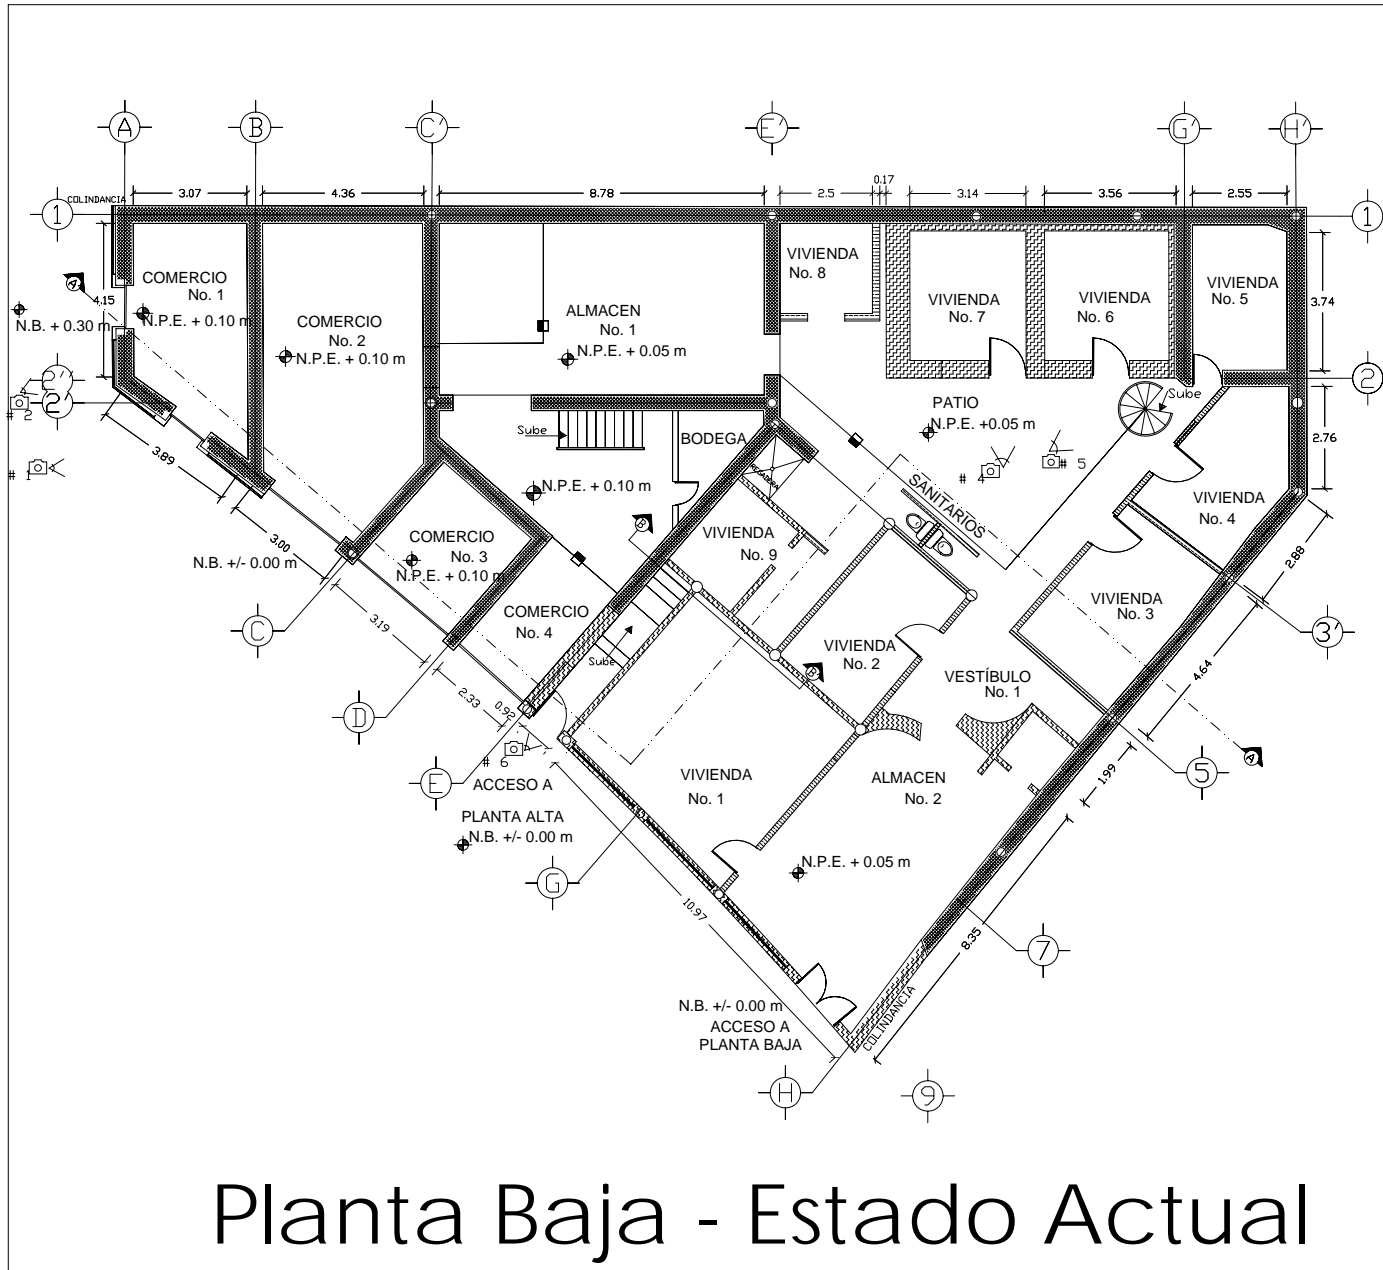 A
B
C'
E'
G'
H'
3.07
4.36
8.78
2.5
0.17
3.14
3.56
2.55
COLINDANCIA
1
1
COMERCIO
No. 1
N.P.E. + 0.10 m
4.15
A
N.B. + 0.30 m
COMERCIO
No. 2
N.P.E. + 0.10 m
ALMACEN
No. 1
N.P.E. + 0.05 m
VIVIENDA
No. 8
VIVIENDA
No. 7
VIVIENDA
No. 6
VIVIENDA
No. 5
3.74
2'
2'
2
# 2
# 1
3.89
Sube
BODEGA
N.P.E. + 0.10 m
PATIO
N.P.E. +0.05 m
Sube
2.76
# 4
# 5
SANITARIOS
VIVIENDA
No. 4
3.00
N.B. +/- 0.00 m
COMERCIO
No. 3
N.P.E. + 0.10 m
B
VIVIENDA
No. 9
2.88
C
3.19
COMERCIO
No. 4
Sube
VIVIENDA
No. 2
B
VIVIENDA
No. 3
3'
VESTÍBULO
No. 1
4.64
D
2.33
0.92
# 6
E
ACCESO A
PLANTA ALTA
N.B. +/- 0.00 m
VIVIENDA
No. 1
ALMACEN
No. 2
N.P.E. + 0.05 m
1.99
5
A
G
10.97
8.35
7
N.B. +/- 0.00 m
ACCESO A
PLANTA BAJA
COLINDANCIA
H
9
Planta Baja - Estado Actual